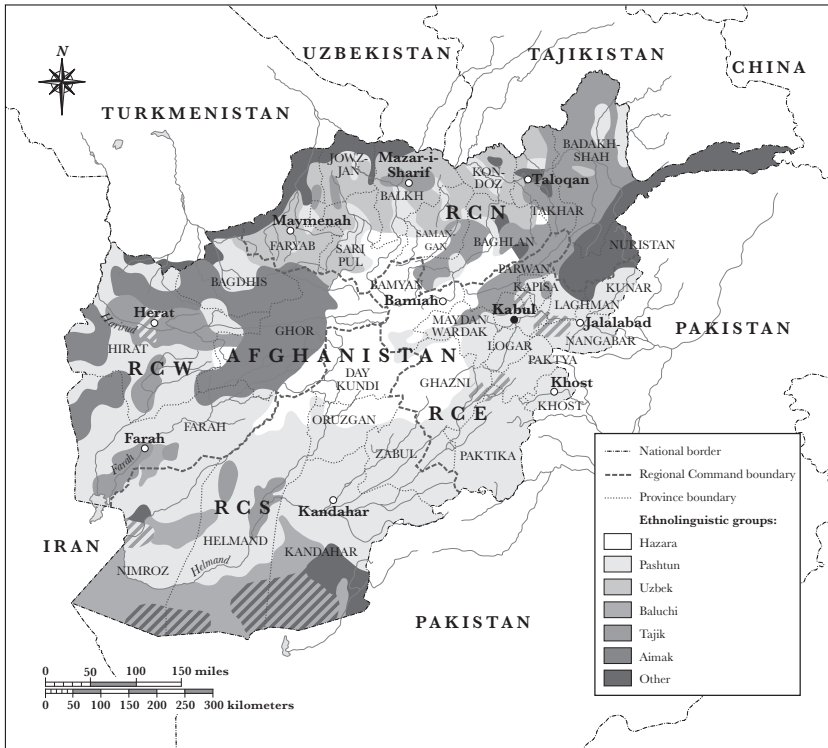 UZBEKISTAN
TAJIKISTAN
CHINA
N
TURKMENISTAN
JOWZ-
JAN
Mazar-i-
Sharif
BALKH
KON-
DOZ
Taloqan
BADAKH-
SHAH
RCN
TAKHAR
Maymenah
FARYAB
SARI
PUL
SAMAN-
GAN
BAGHLAN
NURISTAN
BAGDHIS
BAMYAN
Bamiah
PARWAN
KAPISA
KUNAR
LAGHMAN
Herat
Harirud
HIRAT
GHOR
MAYDAN
WARDAK
Kabul
Jalalabad
NANGABAR
PAKISTAN
LOGAR
AFGHANISTAN
RCW
PAKTYA
DAY
KUNDI
GHAZNI
Khost
KHOST
RCE
ORUZGAN
FARAH
Farah
Farah
ZABUL
PAKTIKA
RCS
Kandahar
IRAN
HELMAND
KANDAHAR
NIMROZ
Helmand
PAKISTAN
National border
Regional Command boundary
Province boundary
Ethnolinguistic groups:
Hazara
Pashtun
Uzbek
Baluchi
Tajik
Aimak
Other
0 50 100 150 miles
0 50 100 150 200 250 300 kilometers